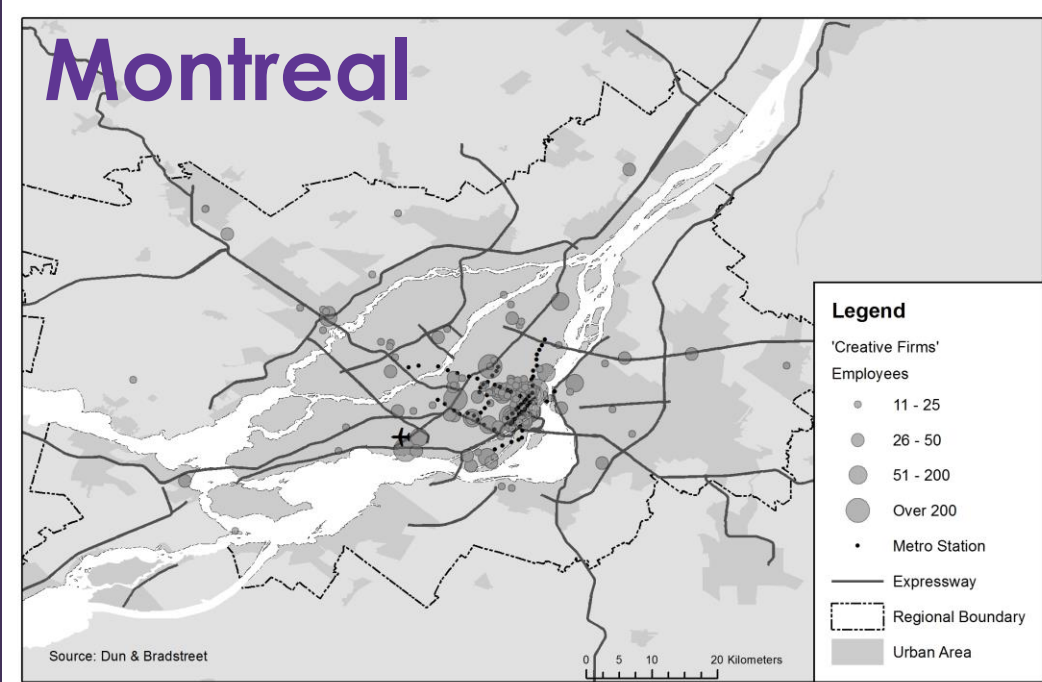 Montreal
Legend
'Creative Firms'
Employees
11 - 25
26 - 50
51 - 200
Over 200
Metro Station
Expressway
Regional Boundary
Urban Area
Source: Dun & Bradstreet
0 5 10 20 Kilometers